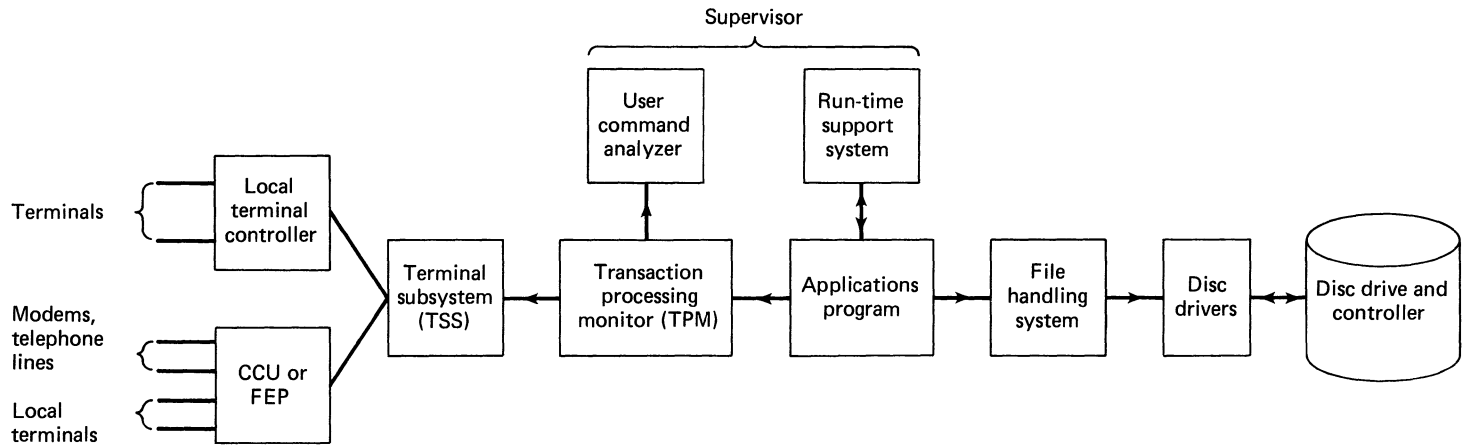 Supervisor
User
command
analyzer
Run-time
support
system
Terminals
Local
terminal
controller
Terminal
subsystem
(TSS)
Transaction
processing
monitor (TPM)
Applications
program
File
handling
system
Disc
drivers
Disc drive and
controller
Modems,
telephone
lines
CCU or
FEP
Local
terminals